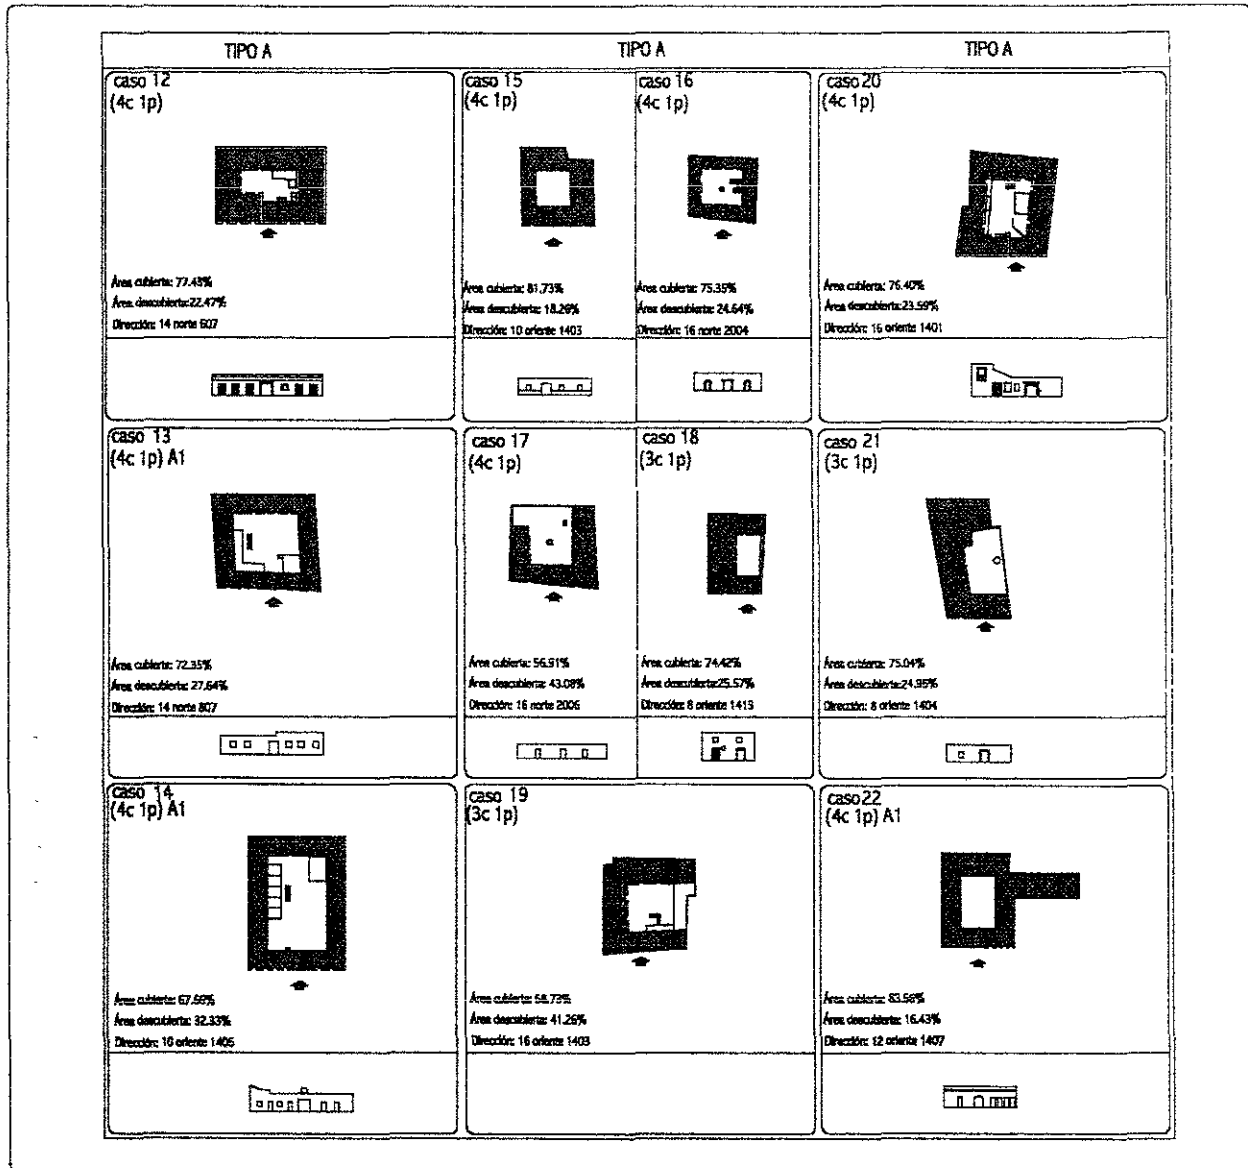 TIPO A
TIPO A
TIPO A
caso 12
(4c 1p)
Área cubierta: 77.43%
Área descubierta:22.47%
Dirección: 14 norte 607
caso 15
(4c 1p)
Área cubierta: 81.73%
Área descubierta: 18.26%
Dirección: 10 oriente 1403
caso 16
(4c 1p)
Área cubierta: 75.35%
Área descubierta: 24.64%
Dirección: 16 norte 2004
caso 20
(4c 1p)
Área cubierta: 76.40%
Área descubierta:23.59%
Dirección: 16 oriente 1401
caso 13
(4c 1p) A1
Área cubierta: 72.35%
Área descubierta: 27.64%
Dirección: 14 norte 807
caso 17
(4c 1p)
Área cubierta: 56.91%
Área descubierta: 43.08%
Dirección: 16 norte 2006
caso 18
(3c 1p)
Área cubierta: 74.42%
Área descubierta:25.57%
Dirección: 8 oriente 1413
caso 21
(3c 1p)
Área cubierta: 75.04%
Área descubierta:24.95%
Dirección: 8 oriente 1404
caso 14
(4c 1p) A1
Área cubierta: 67.66%
Área descubierta: 32.33%
Dirección: 10 oriente 1405
caso 19
(3c 1p)
Área cubierta: 58.73%
Área descubierta: 41.26%
Dirección: 16 oriente 1403
caso22
(4c 1p) A1
Área cubierta: 83.56%
Área descubierta: 16.43%
Dirección: 12 oriente 1407